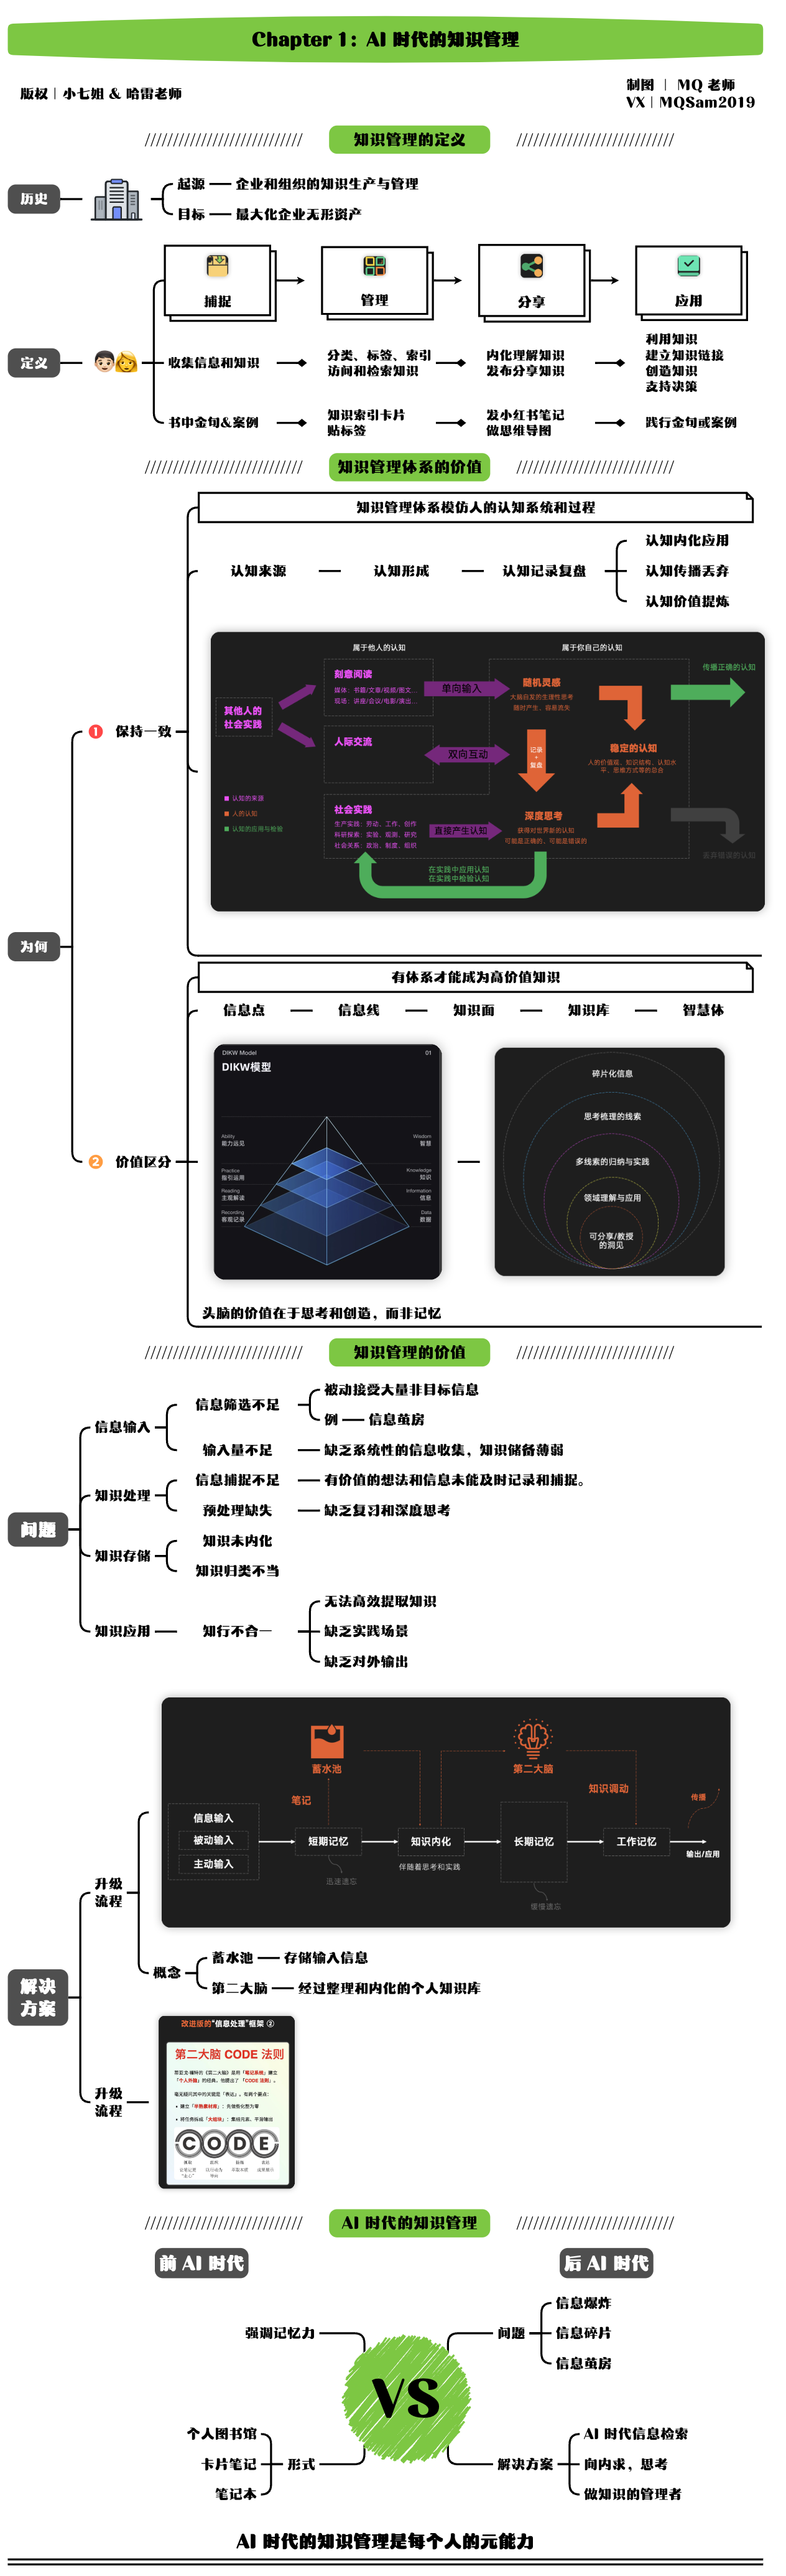 Chapter 1：AI 时代的知识管理
版权｜小七姐 & 哈雷老师
制图 ｜ MQ 老师
VX｜MQSam2019
知识管理的定义
历史
起源
企业和组织的知识生产与管理
目标
最大化企业无形资产
定义
捕捉
管理
分享
应用
收集信息和知识
分类、标签、索引
访问和检索知识
内化理解知识
发布分享知识
利用知识
建立知识链接
创造知识
支持决策
书中金句&案例
知识索引卡片
贴标签
发小红书笔记
做思维导图
践行金句或案例
知识管理体系的价值
为何
1 保持一致
知识管理体系模仿人的认知系统和过程
认知来源
认知形成
认知记录复盘
认知内化应用
认知传播丢弃
认知价值提炼
属于他人的认知
属于你自己的认知
其他人的
社会实践
刻意阅读
媒体：书籍/文章/视频/图文...
现场：讲座/会议/电影/演出...
人际交流
社会实践
生产实践：劳动、工作、创作
科研探索：实验、观测、研究
社会关系：政治、制度、组织
单向输入
双向互动
直接产生认知
随机灵感
大脑自发的生理性思考
随时产生，容易流失
记录
+
复盘
深度思考
获得对世界新的认知
可能是正确的，可能是错误的
稳定的认知
人的价值观、知识结构、认知水
平、思维方式等的总合
传播正确的认知
丢弃错误的认知
认知的来源
人的认知
认知的应用与检验
在实践中应用认知
在实践中检验认知
2 价值区分
有体系才能成为高价值知识
信息点
信息线
知识面
知识库
智慧体
DIKW Model
01
DIKW模型
Ability
能力远见
Wisdom
智慧
Practice
指引运用
Knowledge
知识
Reading
主观解读
Information
信息
Recording
客观记录
Data
数据
碎片化信息
思考梳理的线索
多线索的归纳与实践
领域理解与应用
可分享/教授
的洞见
头脑的价值在于思考和创造，而非记忆
知识管理的价值
问题
信息输入
信息筛选不足
被动接受大量非目标信息
例
信息茧房
输入量不足
缺乏系统性的信息收集，知识储备薄弱
知识处理
信息捕捉不足
有价值的想法和信息未能及时记录和捕捉。
预处理缺失
缺乏复习和深度思考
知识存储
知识未内化
知识归类不当
知识应用
知行不合一
无法高效提取知识
缺乏实践场景
缺乏对外输出
解决
方案
升级
流程
蓄水池
第二大脑
笔记
知识调动
传播
信息输入
被动输入
主动输入
短期记忆
知识内化
长期记忆
工作记忆
输出/应用
伴随着思考和实践
迅速遗忘
缓慢遗忘
概念
蓄水池
存储输入信息
第二大脑
经过整理和内化的个人知识库
升级
流程
改进版的“信息处理”框架 ②
第二大脑 CODE 法则
CODE
AI 时代的知识管理
前 AI 时代
后 AI 时代
VS
强调记忆力
形式
个人图书馆
卡片笔记
笔记本
问题
信息爆炸
信息碎片
信息茧房
解决方案
AI 时代信息检索
向内求，思考
做知识的管理者
AI 时代的知识管理是每个人的元能力